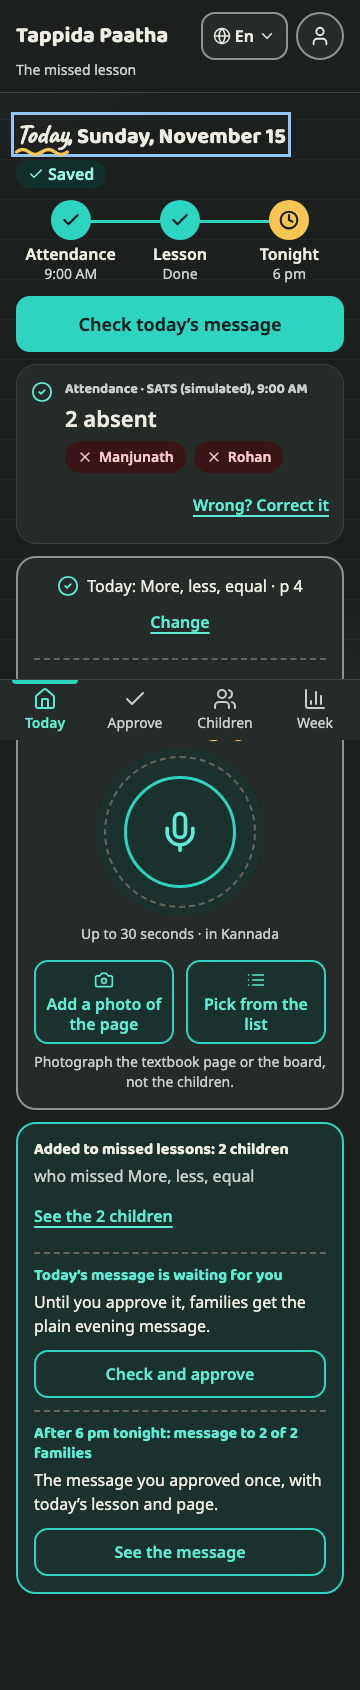 Tappida Paatha
En
The missed lesson
Today, Sunday, November 15
Saved
Attendance
9:00 AM
Lesson
Done
Tonight
6 pm
Check today's message
Attendance · SATS (simulated), 9:00 AM
2 absent
Manjunath
Rohan
Wrong? Correct it
Today: More, less, equal · p 4
Change
Today
Approve
Children
Week
Up to 30 seconds · in Kannada
Add a photo of
the page
Pick from the
list
Photograph the textbook page or the board,
not the children.
Added to missed lessons: 2 children
who missed More, less, equal
See the 2 children
Today's message is waiting for you
Until you approve it, families get the
plain evening message.
Check and approve
After 6 pm tonight: message to 2 of 2
families
The message you approved once, with
today's lesson and page.
See the message